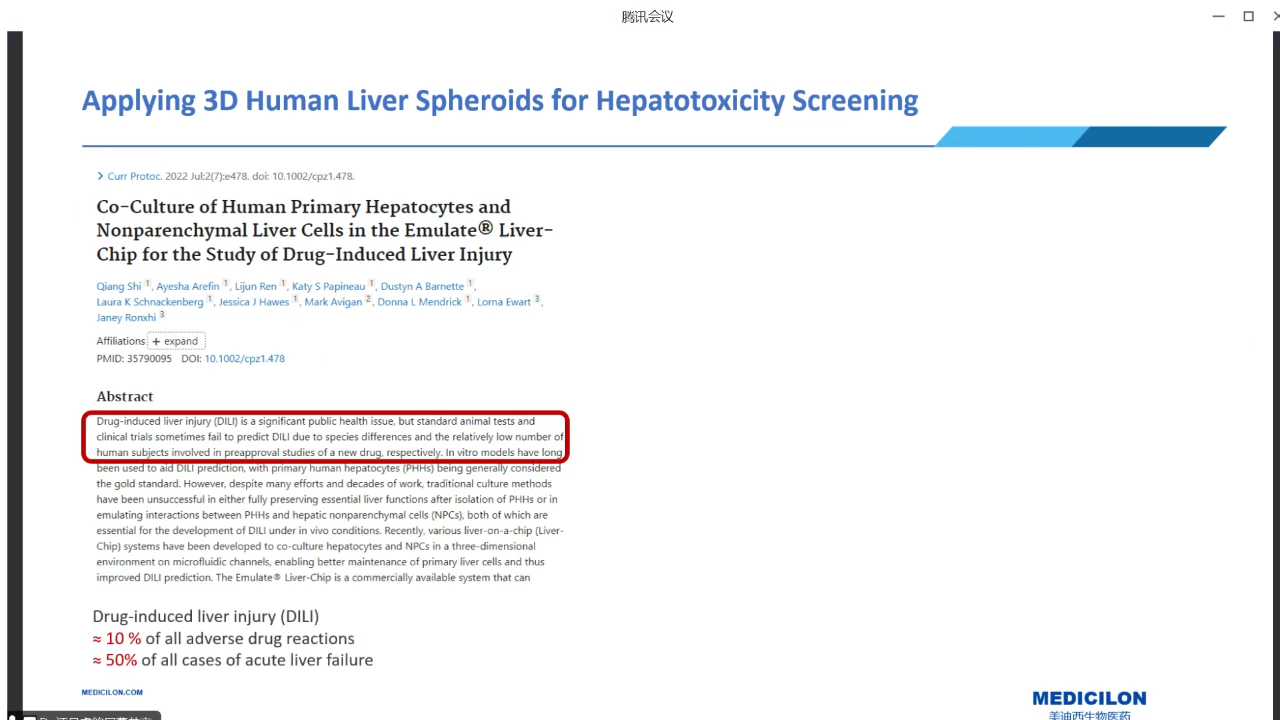 腾讯会议
Applying 3D Human Liver Spheroids for Hepatotoxicity Screening
Curr Protoc. 2022 Jul;2(7):e478. doi: 10.1002/cpz1.478.
Co-Culture of Human Primary Hepatocytes and
Nonparenchymal Liver Cells in the Emulate® Liver-
Chip for the Study of Drug-Induced Liver Injury
Qiang Shi 1, Ayesha Arefin 1, Lijun Ren 1, Katy S Papineau 1, Dustyn A Barnette 1,
Laura K Schnackenberg 1, Jessica J Hawes 1, Mark Avigan 2, Donna L Mendrick 1, Lorna Ewart 3,
Janey Ronxhi 3
Affiliations + expand
PMID: 35790095 DOI: 10.1002/cpz1.478
Abstract
Drug-induced liver injury (DILI) is a significant public health issue, but standard animal tests and
clinical trials sometimes fail to predict DILI due to species differences and the relatively low number of
human subjects involved in preapproval studies of a new drug, respectively. In vitro models have long
been used to aid DILI prediction, with primary human hepatocytes (PHHs) being generally considered
the gold standard. However, despite many efforts and decades of work, traditional culture methods
have been unsuccessful in either fully preserving essential liver functions after isolation of PHHs or in
emulating interactions between PHHs and hepatic nonparenchymal cells (NPCs), both of which are
essential for the development of DILI under in vivo conditions. Recently, various liver-on-a-chip (Liver-
Chip) systems have been developed to co-culture hepatocytes and NPCs in a three-dimensional
environment on microfluidic channels, enabling better maintenance of primary liver cells and thus
improved DILI prediction. The Emulate® Liver-Chip is a commercially available system that can
Drug-induced liver injury (DILI)
≈ 10 % of all adverse drug reactions
≈ 50% of all cases of acute liver failure
MEDICILON.COM
MEDICILON
美迪西生物医药